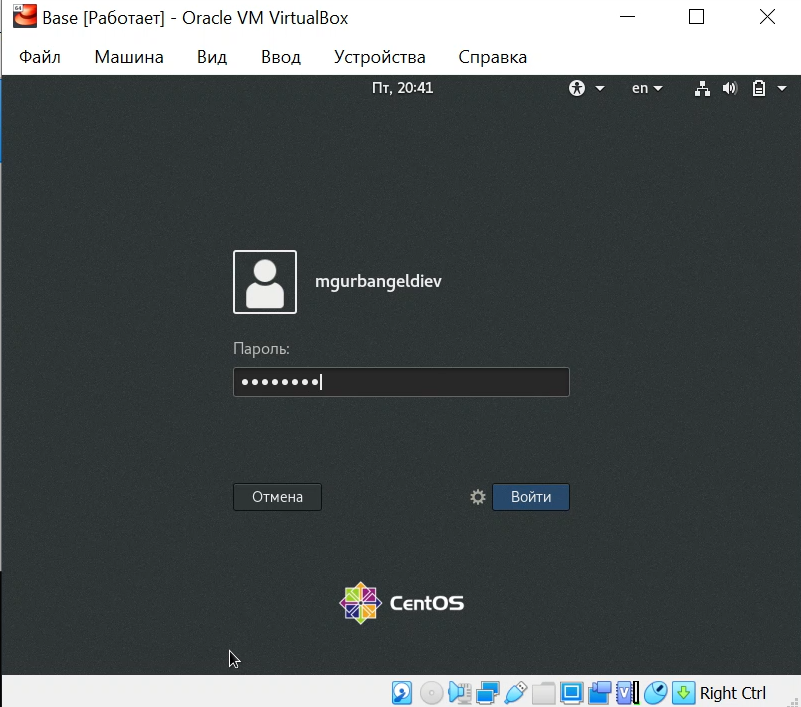 64
Base [Работает] - Oracle VM VirtualBox
Файл Машина Вид Ввод Устройства Справка
Пт, 20:41 en
mgurbangeldiev
Пароль:
••••••••
Отмена Войти
CentOS
V Right Ctrl